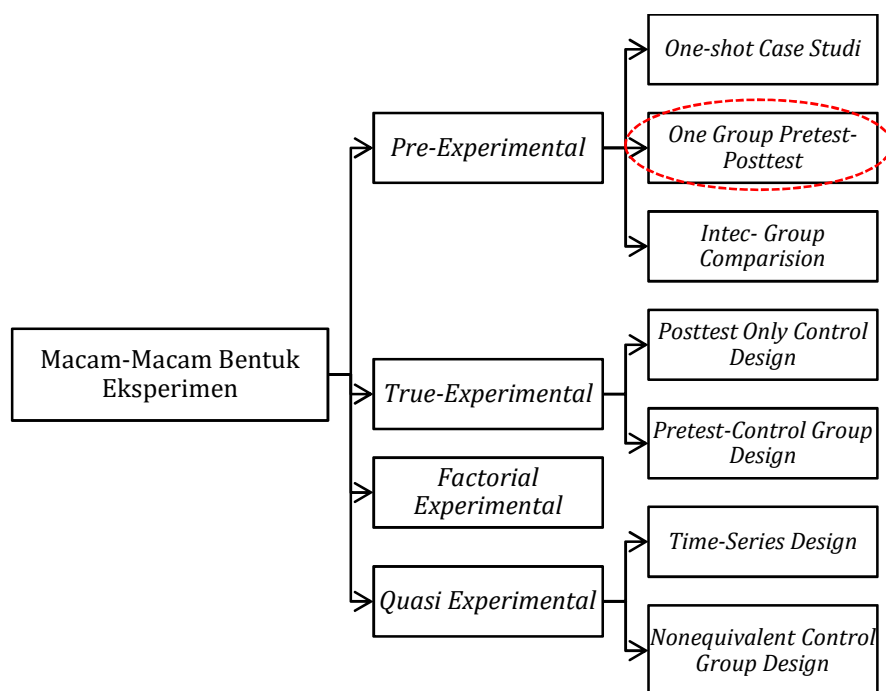 Macam-Macam Bentuk
Eksperimen
Pre-Experimental
One-shot Case Studi
One Group Pretest-
Posttest
Intec- Group
Comparision
True-Experimental
Posttest Only Control
Design
Pretest-Control Group
Design
Factorial
Experimental
Quasi Experimental
Time-Series Design
Nonequivalent Control
Group Design